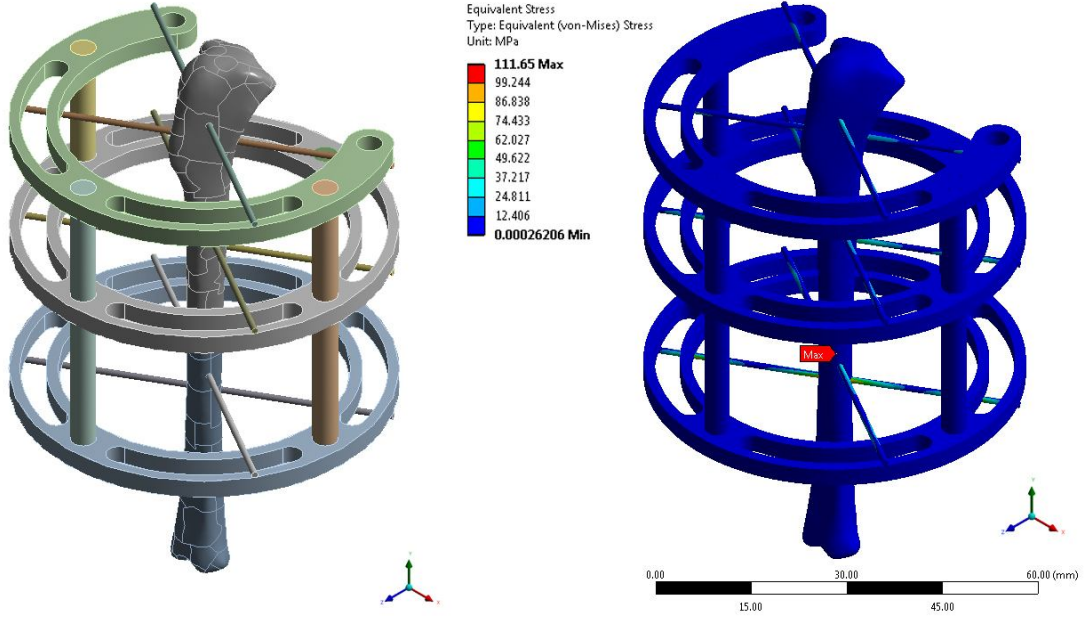 Equivalent Stress
Type: Equivalent (von-Mises) Stress
Unit: MPa
111.65 Max
99.244
86.838
74.433
62.027
49.622
37.217
24.811
12.406
0.00026206 Min
Max
Y
Z
X
Y
Z
X
0.00 30.00 60.00 (mm)
15.00 45.00